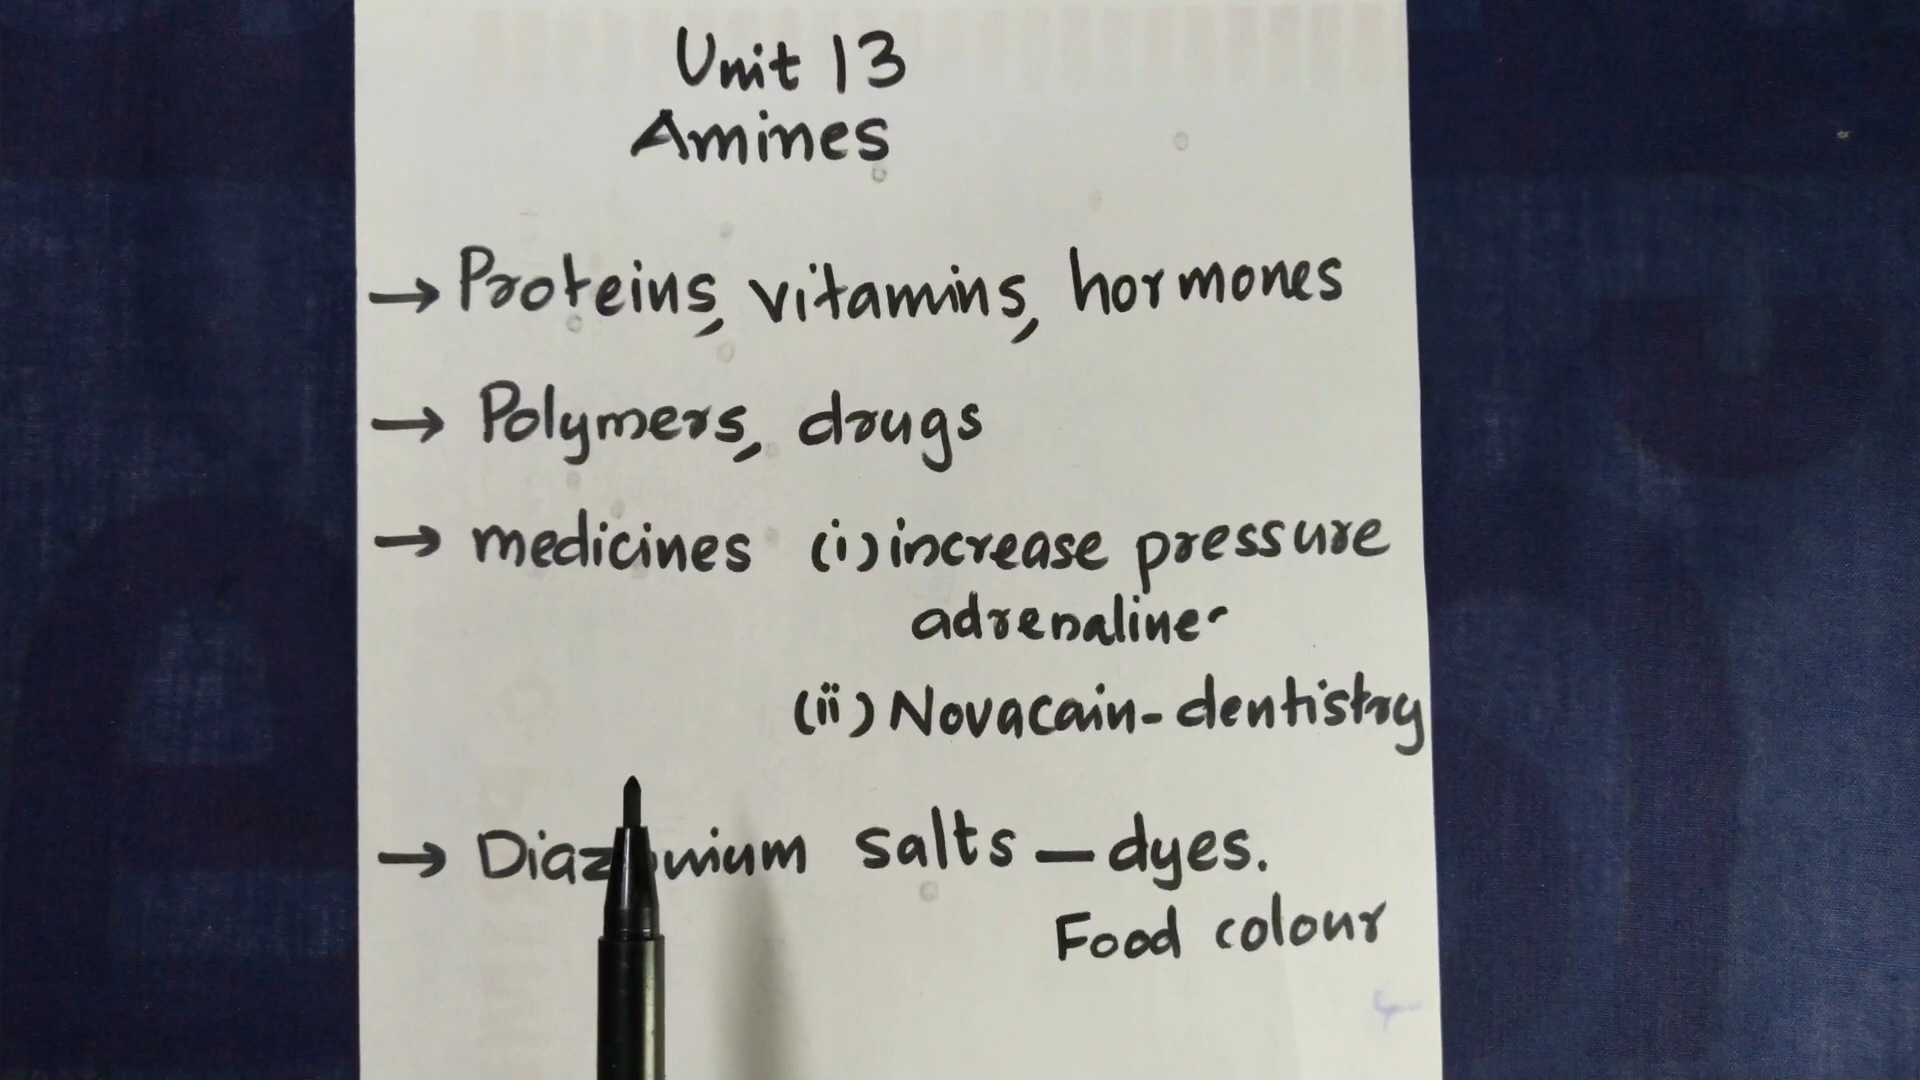 Unit 13
Amines
→ Proteins, vitamins, hormones
→ Polymers, drugs
→ medicines (i) increase pressure
adrenaline
(ii) Novacain - dentistry
→ salts — dyes.
Food colour